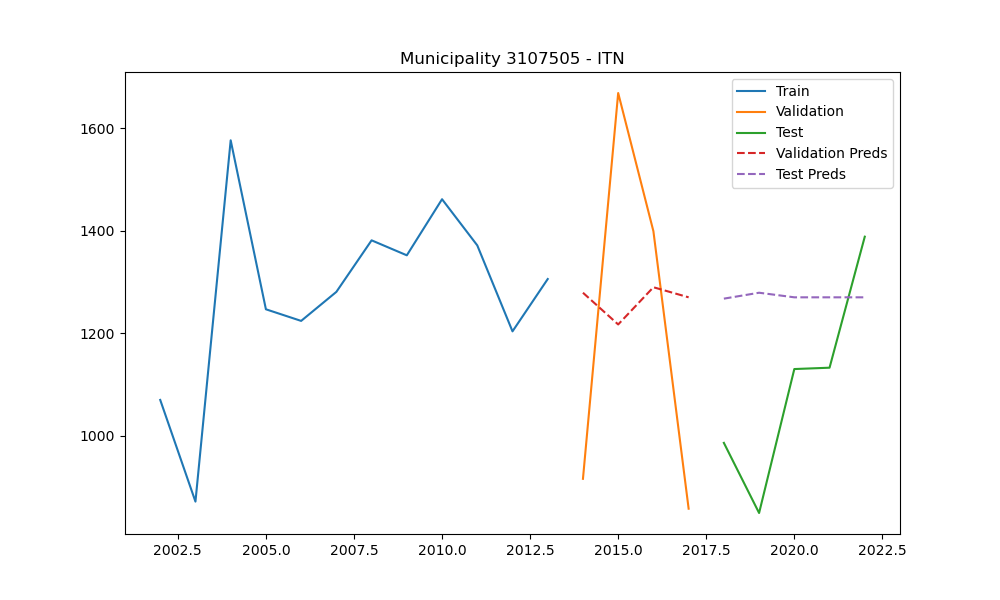 Municipality 3107505 - ITN
Train
Validation
Test
Validation Preds
Test Preds
1600
1400
1200
1000
2002.5 2005.0 2007.5 2010.0 2012.5 2015.0 2017.5 2020.0 2022.5